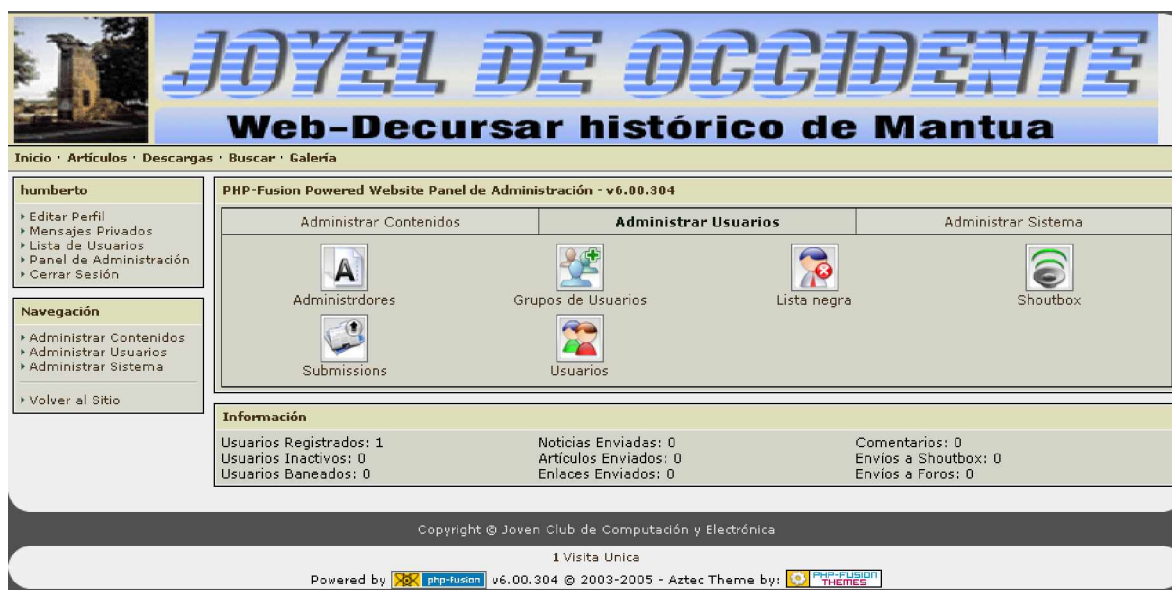 JOYEL DE OCCIDENTE
Web-Decursar histórico de Mantua
Inicio · Artículos · Descargas · Buscar · Galería
humberto
Editar Perfil
Mensajes Privados
Lista de Usuarios
Panel de Administración
Cerrar Sesión
Navegación
Administrar Contenidos
Administrar Usuarios
Administrar Sistema
Volver al Sitio
PHP-Fusion Powered Website Panel de Administración - v6.00.304
Administrar Contenidos Administrar Usuarios Administrar Sistema
A
Administrdores Grupos de Usuarios Lista negra Shoutbox
Submissions Usuarios
Información
Usuarios Registrados: 1 Noticias Enviadas: 0 Comentarios: 0
Usuarios Inactivos: 0 Artículos Enviados: 0 Envíos a Shoutbox: 0
Usuarios Baneados: 0 Enlaces Enviados: 0 Envíos a Foros: 0
Copyright © Joven Club de Computación y Electrónica
1 Visita Unica
Powered by php-fusion v6.00.304 © 2003-2005 - Aztec Theme by: PHP-FUSION THEMES